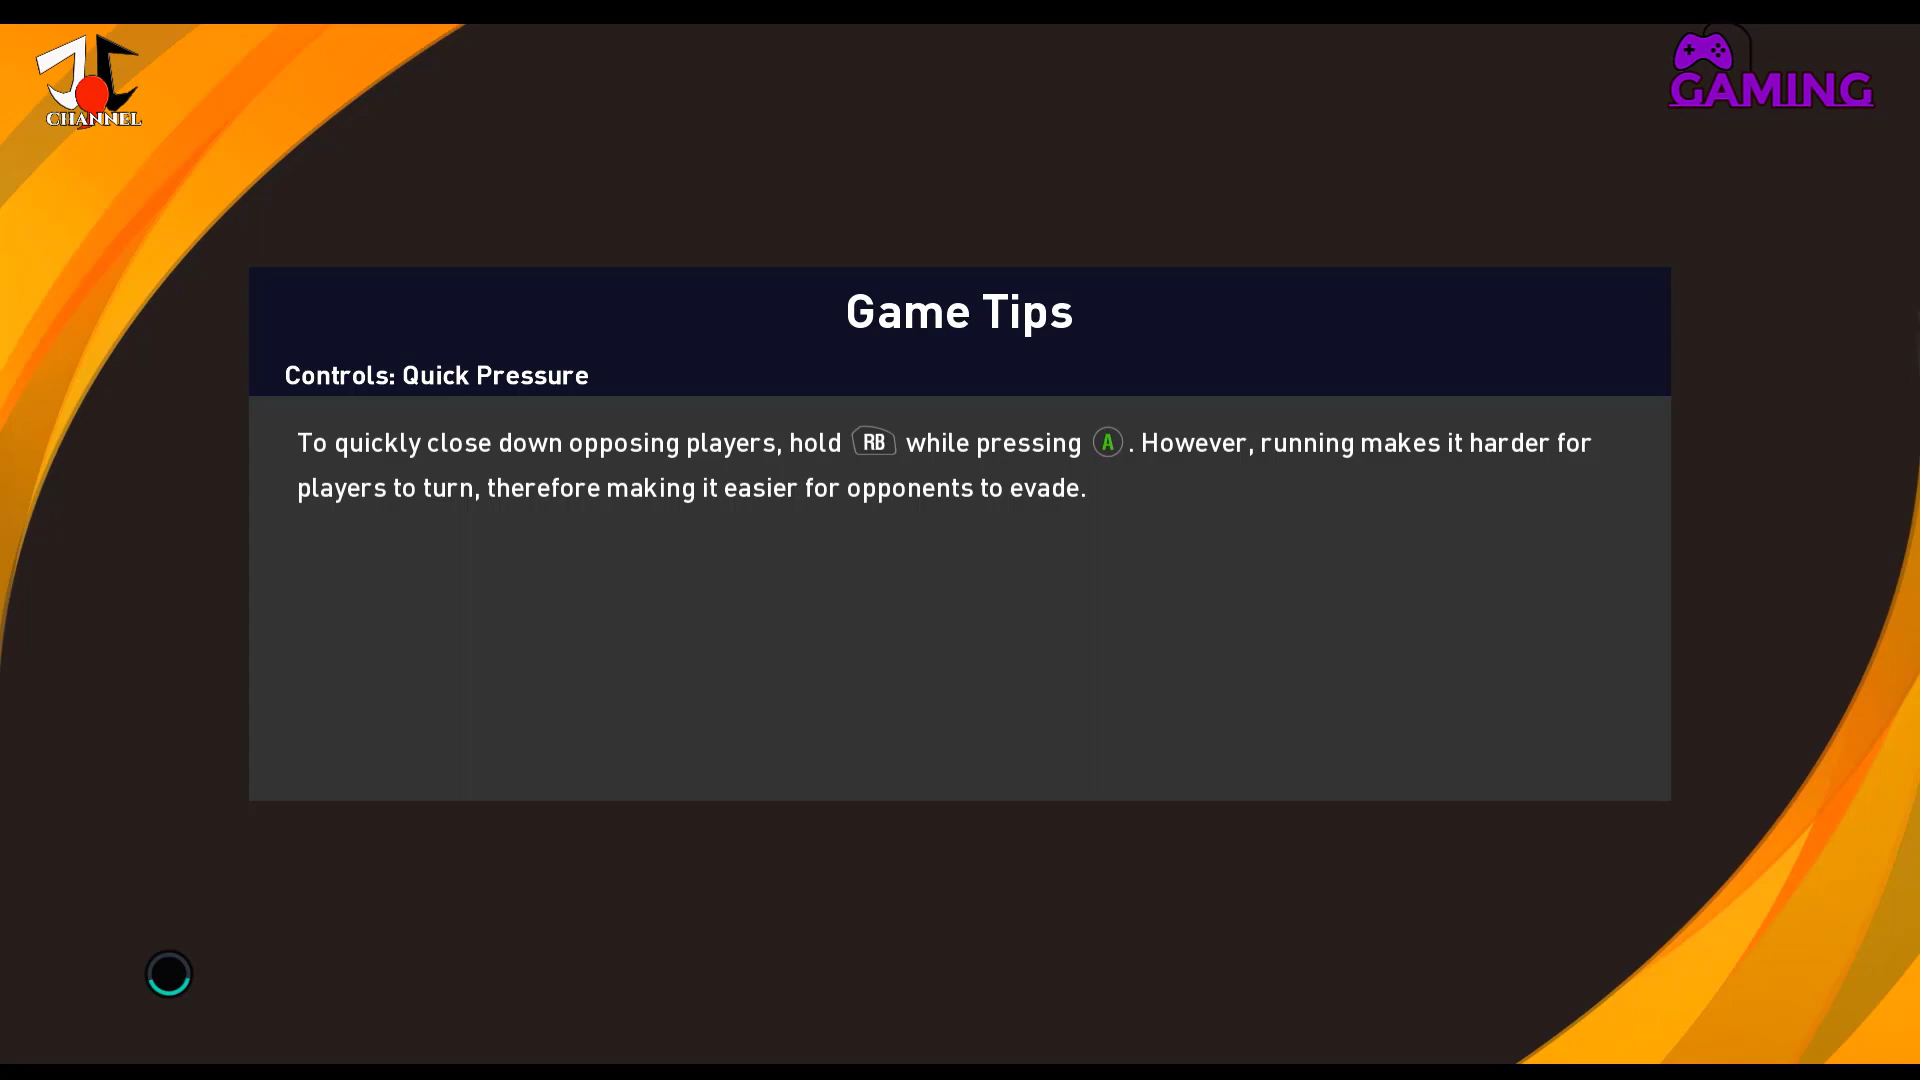 CHANNEL
GAMING
Game Tips
Controls: Quick Pressure
To quickly close down opposing players, hold RB while pressing A. However, running makes it harder for
players to turn, therefore making it easier for opponents to evade.